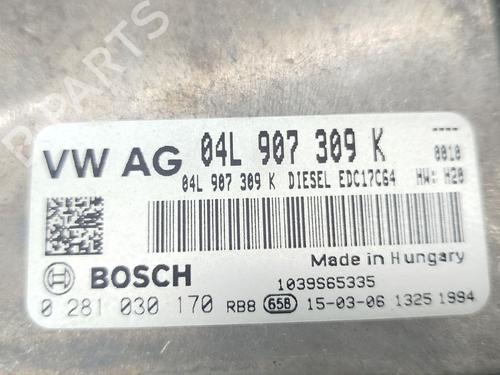 B PARTS
----
VW AG 04L 907 309 K 0010
04L 907 309 K DIESEL EDC17C64 HW: H20
Made in Hungary
BOSCH 1039S65335
0 281 030 170 RB8 658 15-03-06 1325 1994